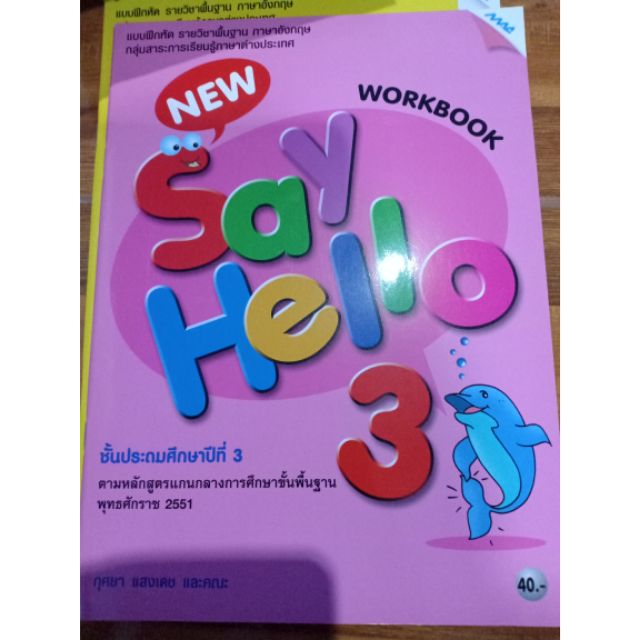 แบบฝึกหัด รายวิชาพื้นฐาน ภาษาอังกฤษ
แบบฝึกหัด รายวิชาพื้นฐาน ภาษาอังกฤษ
กลุ่มสาระการเรียนรู้ภาษาต่างประเทศ
NEW
WORKBOOK
Say
Hello
3
ชั้นประถมศึกษาปีที่ 3
ตามหลักสูตรแกนกลางการศึกษาขั้นพื้นฐาน
พุทธศักราช 2551
กุศยา แสงเดช และคณะ
40.-